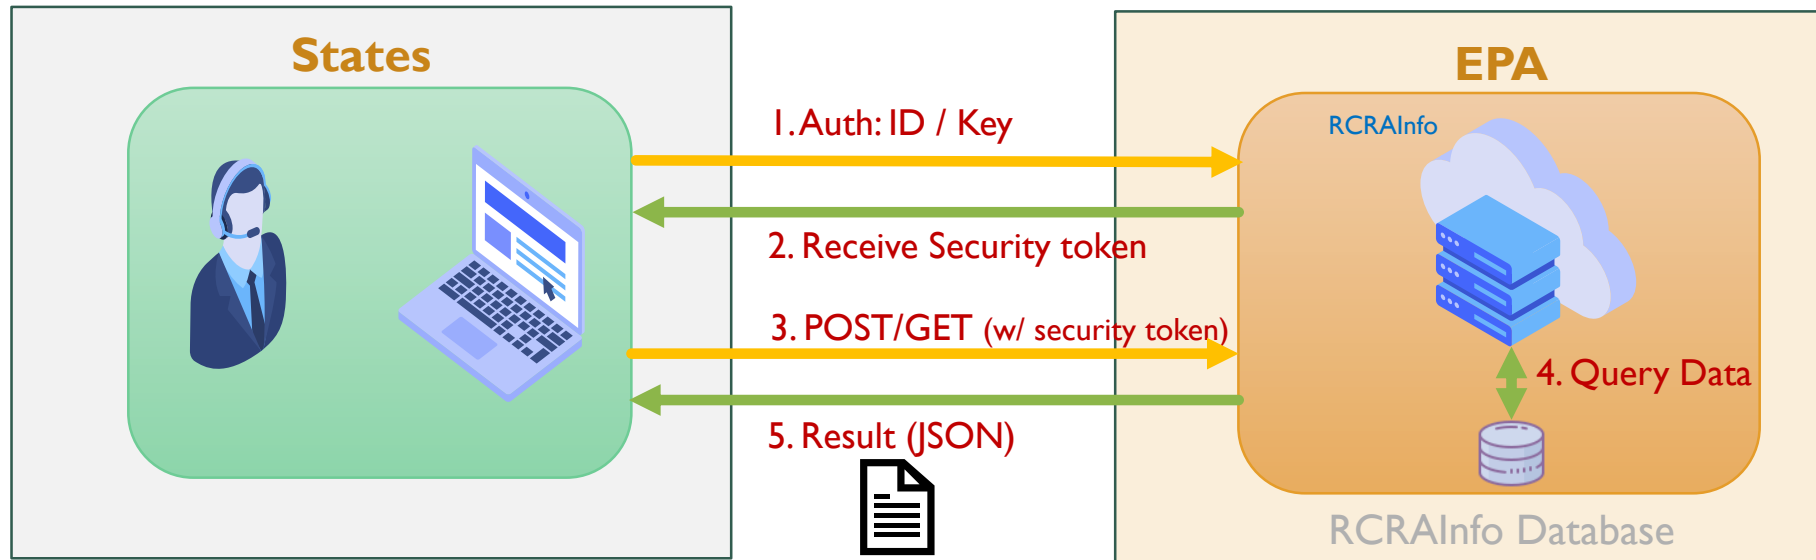 States
EPA
1. Auth: ID / Key
RCRAInfo
2. Receive Security token
3. POST/GET (w/ security token)
4. Query Data
5. Result (JSON)
RCRAInfo Database